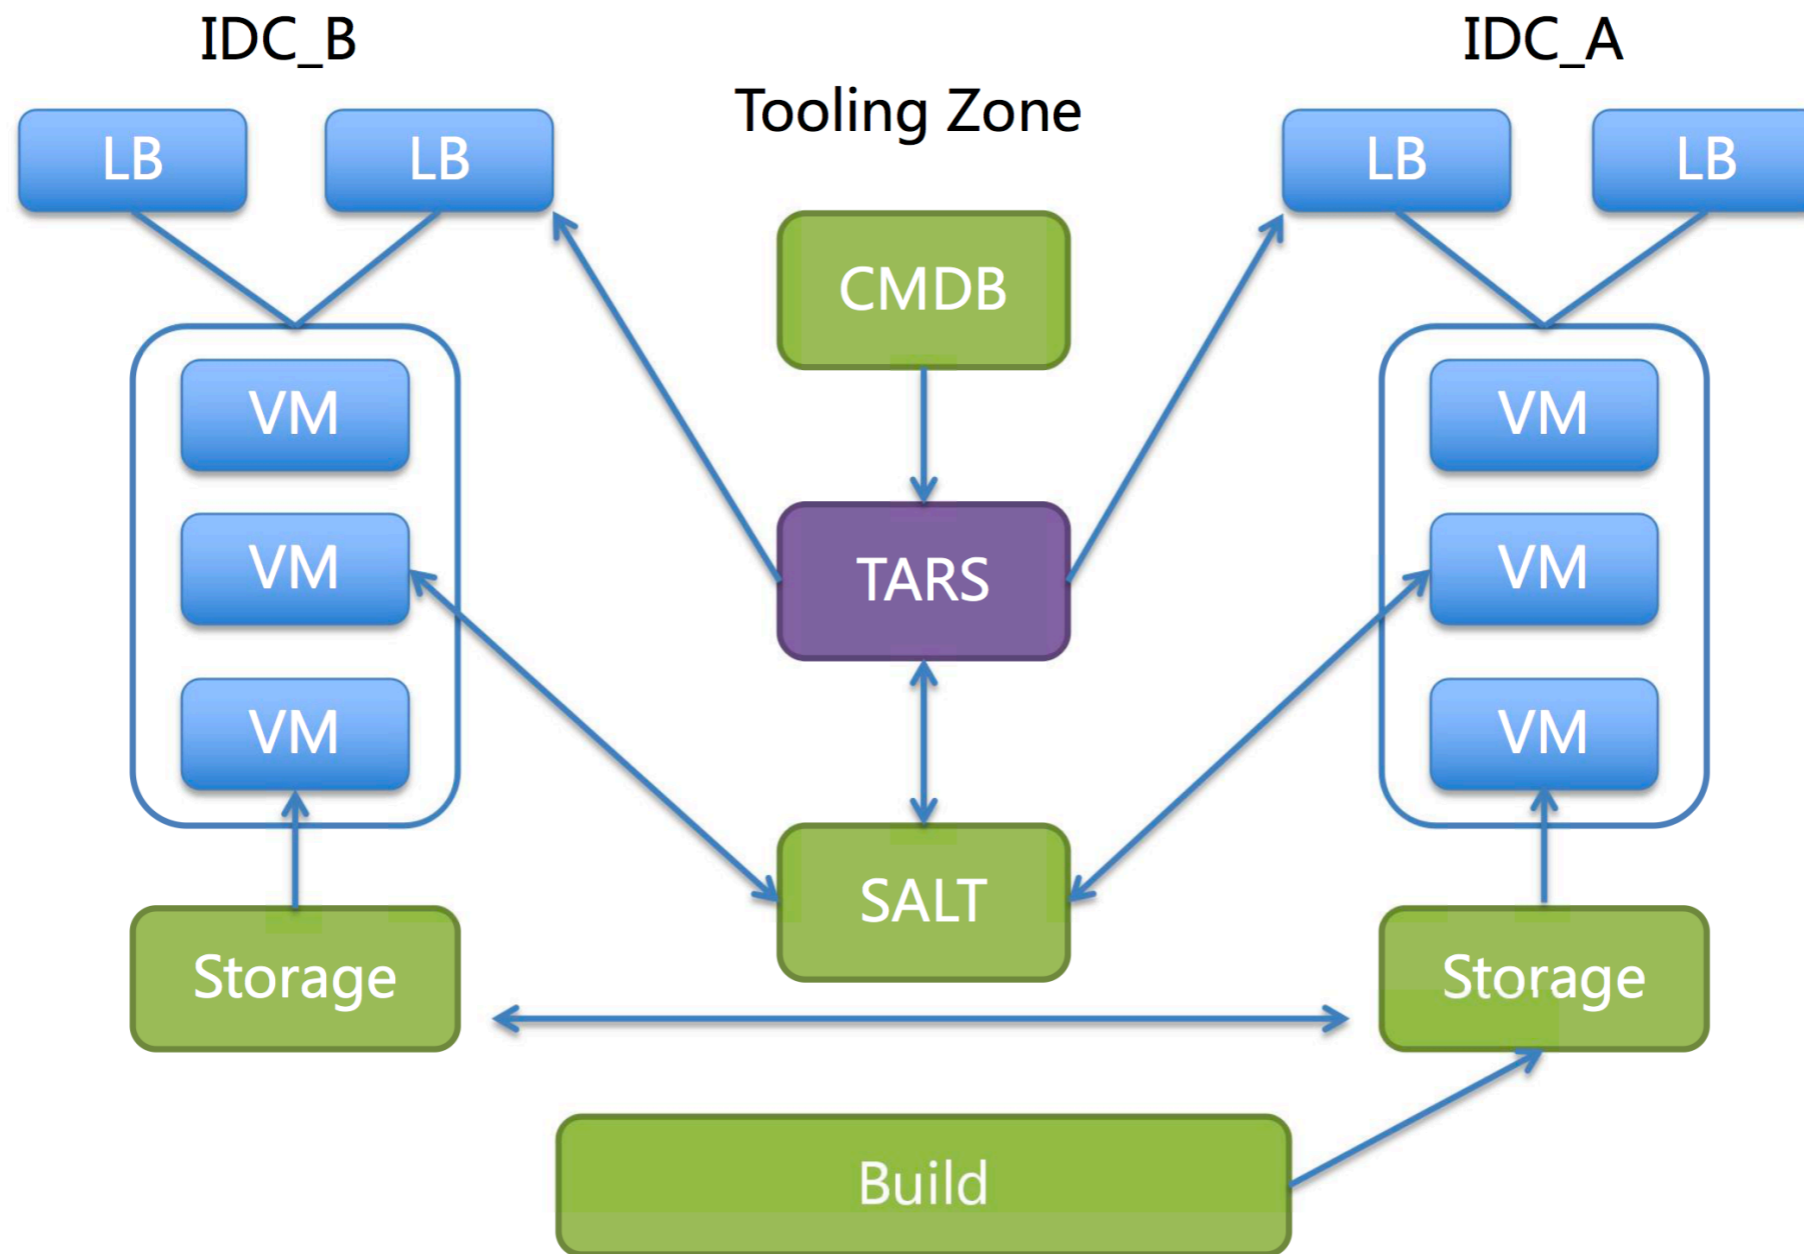 IDC_B
IDC_A
Tooling Zone
LB
LB
LB
LB
CMDB
VM
VM
TARS
VM
VM
VM
VM
SALT
Storage
Storage
Build